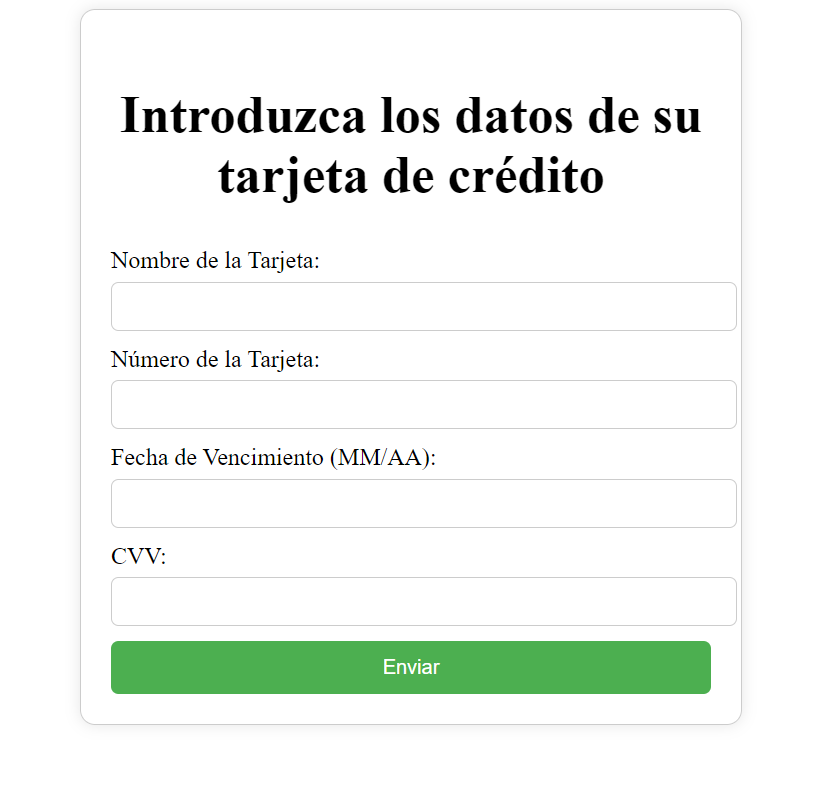 Introduzca los datos de su
tarjeta de crédito
Nombre de la Tarjeta:
Número de la Tarjeta:
Fecha de Vencimiento (MM/AA):
CVV:
Enviar